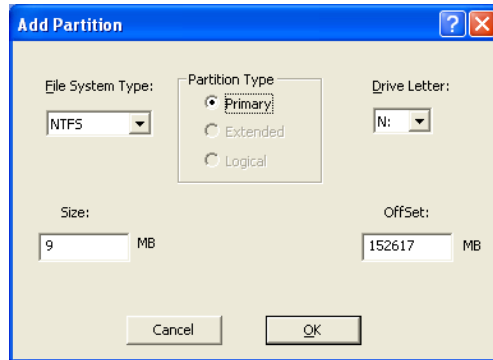 Add Partition
File System Type:
Partition Type
Drive Letter:
NTFS
Primary
N:
Extended
Logical
Size:
OffSet:
9 MB
152617 MB
Cancel
OK